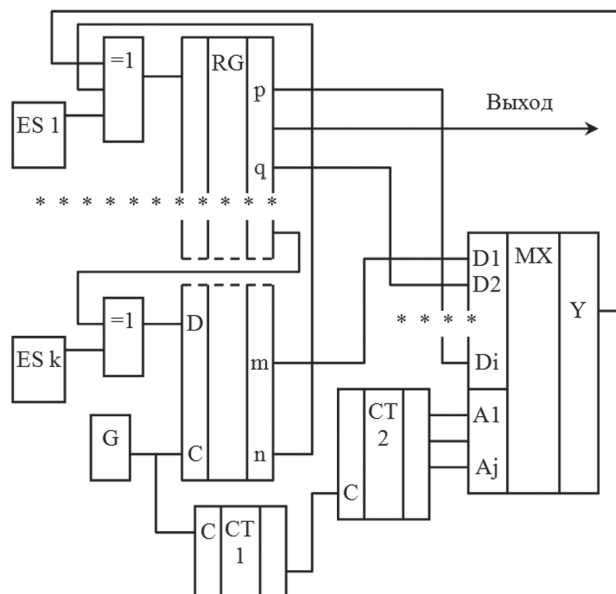 =1
RG
p
Выход
ES 1
q
* * * * * * * * * * *
D1
MX
D2
Y
=1
D
* * * *
ES k
m
Di
CT
2
A1
G
C
n
C
Aj
C
CT
1